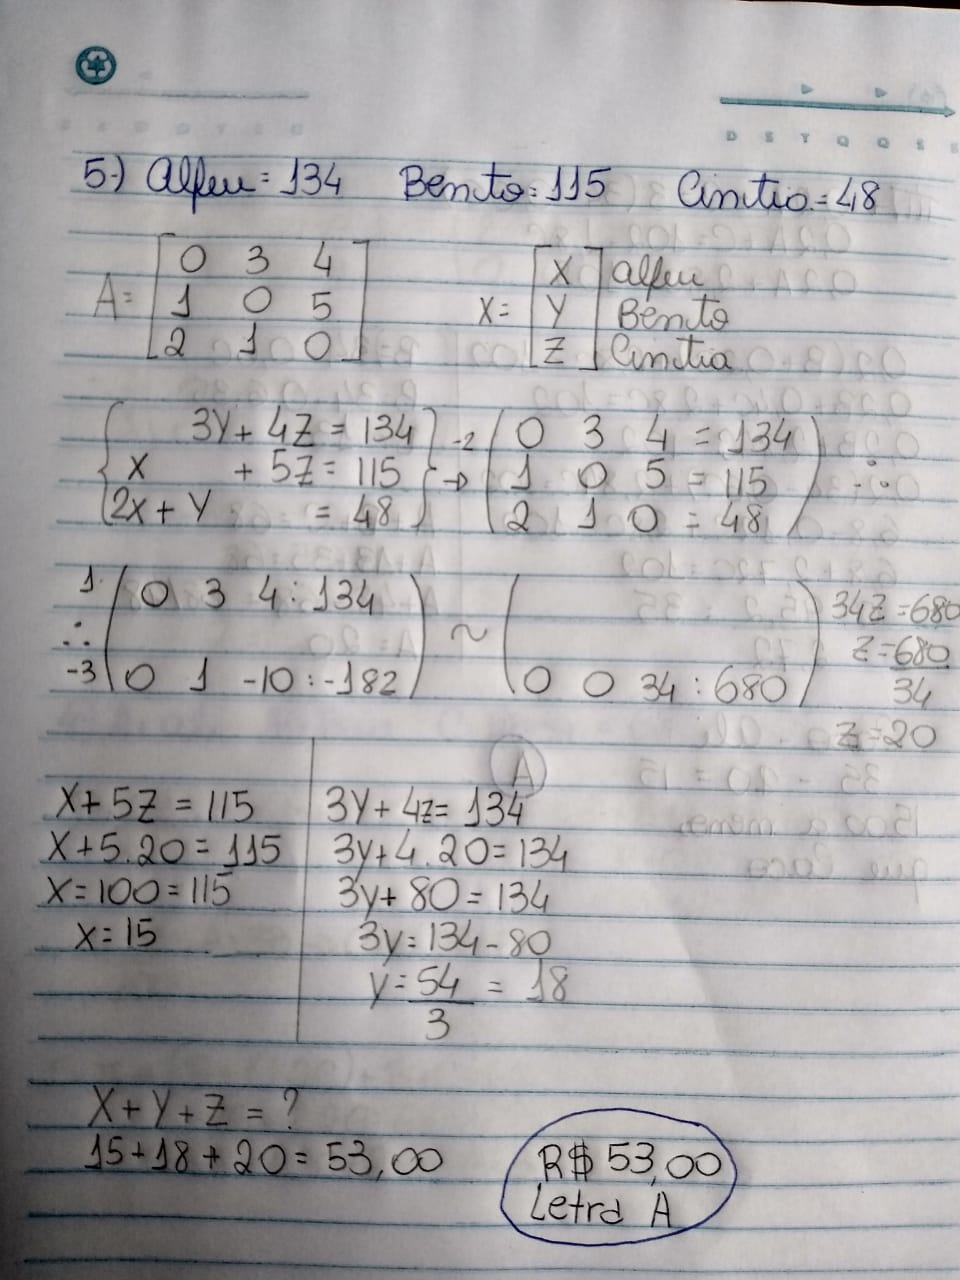 D S T Q Q S S
5-) Alfeu = 134 Bento = 115 Cintia = 48
A = [0 3 4
1 0 5
2 1 0]
X = [X] Alfeu
[Y] Bento
[Z] Cintia
{ 3Y + 4Z = 134
X + 5Z = 115
2X + Y = 48 }
-2 → ( 0 3 4 = 134
1 0 5 = 115
2 1 0 = 48 ) ∴
1 ( 0 3 4 : 134
∴
-3 0 1 -10 : -182 ) ~ ( 0 0 34 : 680 )
34Z = 680
Z = 680
34
Z = 20
A
X + 5Z = 115
X + 5.20 = 115
X = 100 = 115
X = 15
3Y + 4z = 134
3y + 4.20 = 134
3y + 80 = 134
3y = 134 - 80
y = 54 = 18
3
X + Y + Z = ?
15 + 18 + 20 = 53,00
R$ 53,00
Letra A